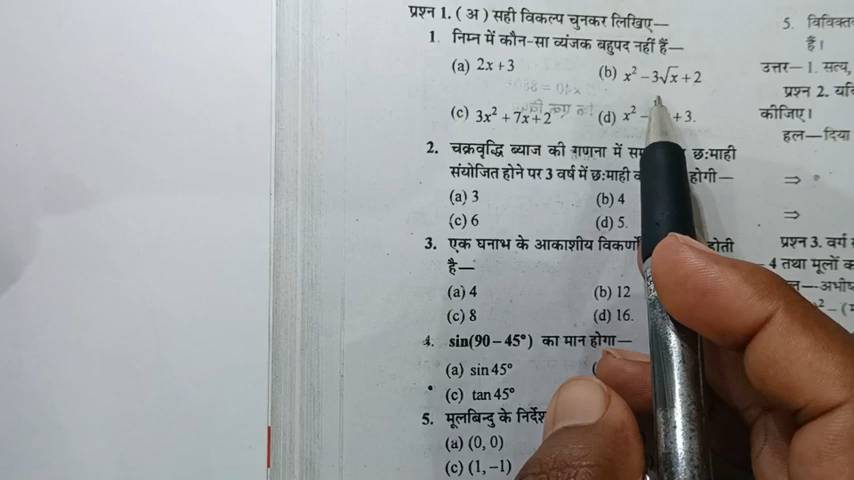 प्रश्न 1. ( अ ) सही विकल्प चुनकर लिखिए—
1. निम्न में कौन-सा व्यंजक बहुपद नहीं हैं—
(a) 2x + 3
(b) x² − 3√x + 2
(c) 3x² + 7x + 2
(d) x² − + 3.
2. चक्रवृद्धि ब्याज की गणना में छ:माही
संयोजित होने पर 3 वर्ष में छ:माही होगी—
(a) 3
(b) 4
(c) 6
(d) 5.
3. एक घनाभ के आकाशीय विकर्णों होती
है—
(a) 4
(b) 12
(c) 8
(d) 16.
4. sin(90 − 45°) का मान होगा—
(a) sin 45°
(c) tan 45°
5. मूलबिन्दु के
(a) (0, 0)
(c) (1, −1)
5.
हैं।
उत्तर— 1. सत्य,
प्रश्न 2. यदि
कीजिए।
हल—दिया
⇒
⇒
प्रश्न 3. वर्ग
4 तथा मूलों